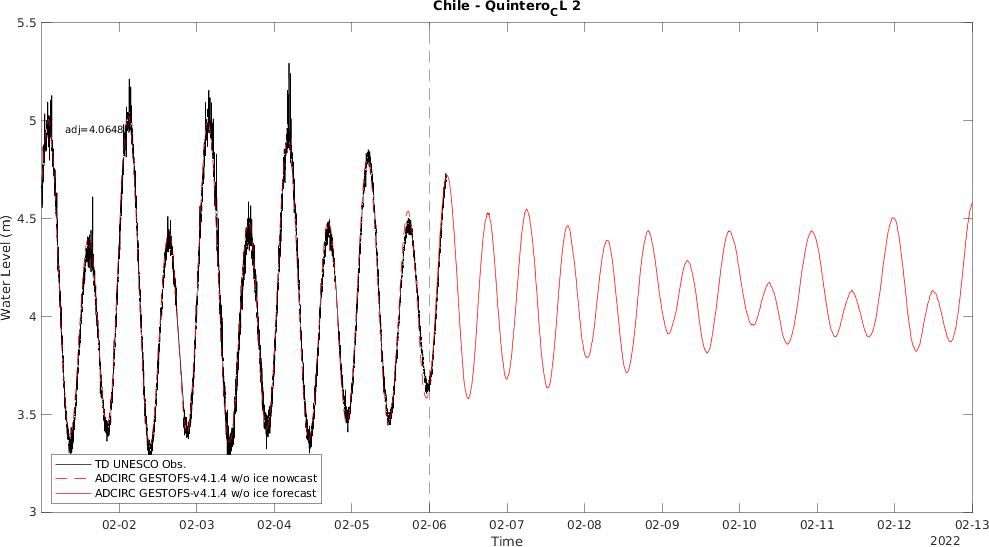 Chile - QuinteroCL 2
5.5
5
4.5
4
3.5
3
Water Level (m)
adj=4.0648
TD UNESCO Obs.
ADCIRC GESTOFS-v4.1.4 w/o ice nowcast
ADCIRC GESTOFS-v4.1.4 w/o ice forecast
02-02 02-03 02-04 02-05 02-06 02-07 02-08 02-09 02-10 02-11 02-12 02-13
Time
2022